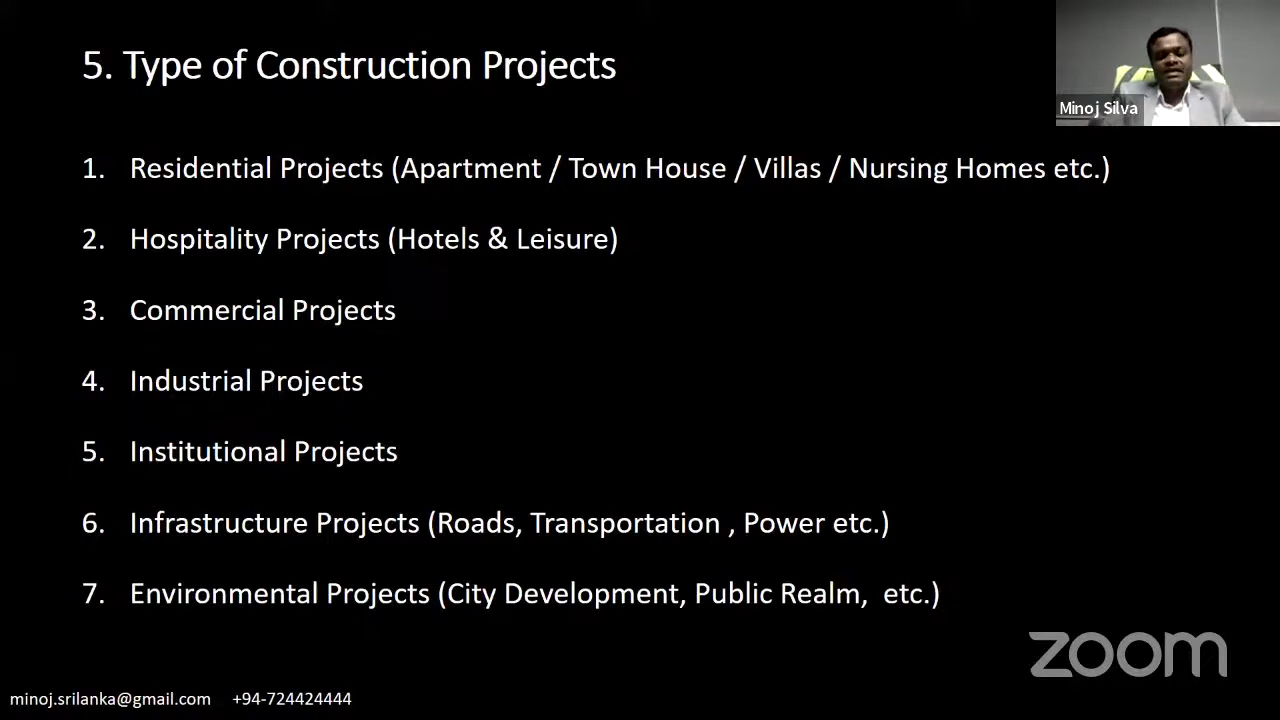 5. Type of Construction Projects
Minoj Silva
1. Residential Projects (Apartment / Town House / Villas / Nursing Homes etc.)
2. Hospitality Projects (Hotels & Leisure)
3. Commercial Projects
4. Industrial Projects
5. Institutional Projects
6. Infrastructure Projects (Roads, Transportation , Power etc.)
7. Environmental Projects (City Development, Public Realm,  etc.)
zoom
minoj.srilanka@gmail.com +94-724424444